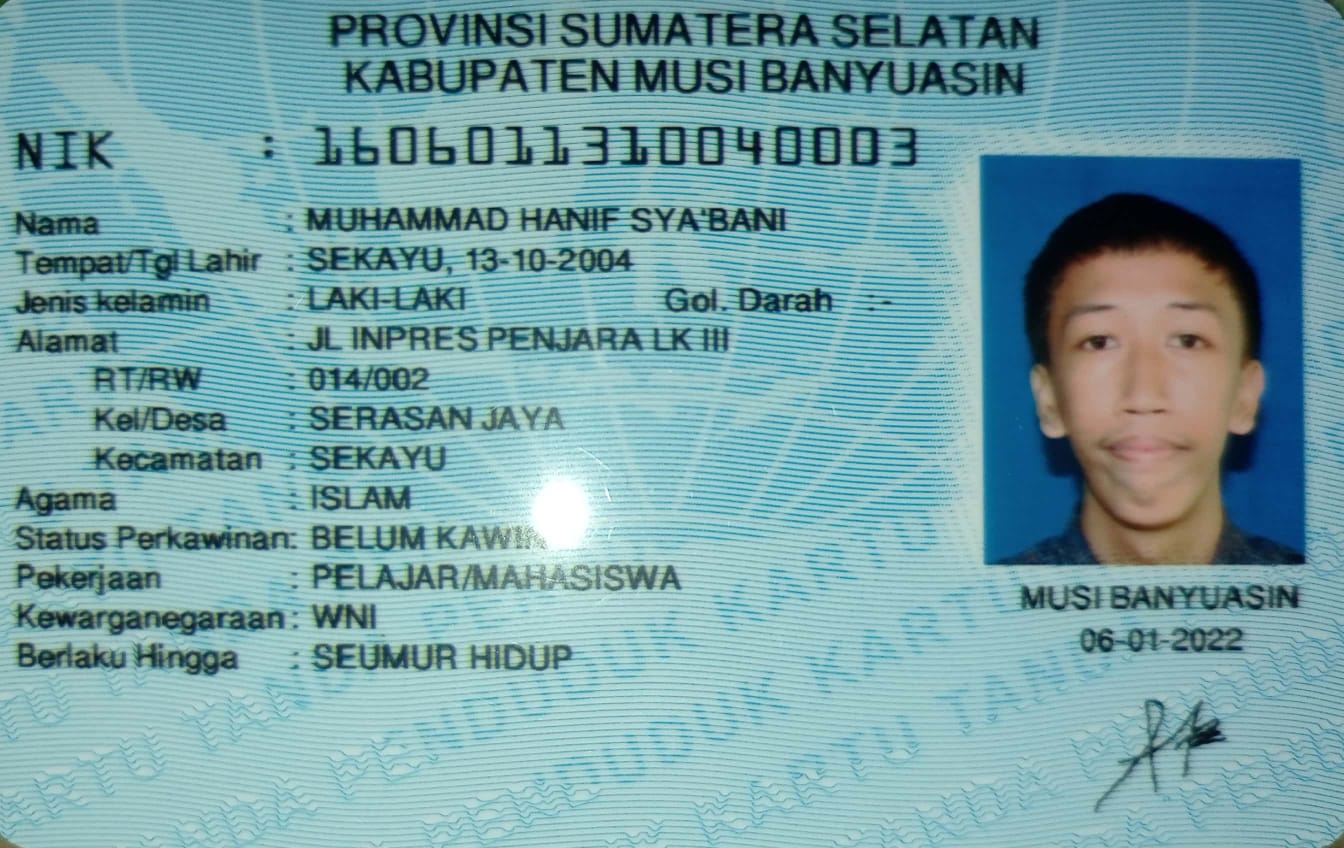 PROVINSI SUMATERA SELATAN
KABUPATEN MUSI BANYUASIN
NIK : 1606011310040003
Nama : MUHAMMAD HANIF SYA'BANI
Tempat/Tgl Lahir : SEKAYU, 13-10-2004
Jenis kelamin : LAKI-LAKI Gol. Darah :-
Alamat : JL INPRES PENJARA LK III
RT/RW : 014/002
Kel/Desa : SERASAN JAYA
Kecamatan : SEKAYU
Agama : ISLAM
Status Perkawinan: BELUM KAWIN
Pekerjaan : PELAJAR/MAHASISWA
Kewarganegaraan : WNI
Berlaku Hingga : SEUMUR HIDUP
MUSI BANYUASIN
06-01-2022